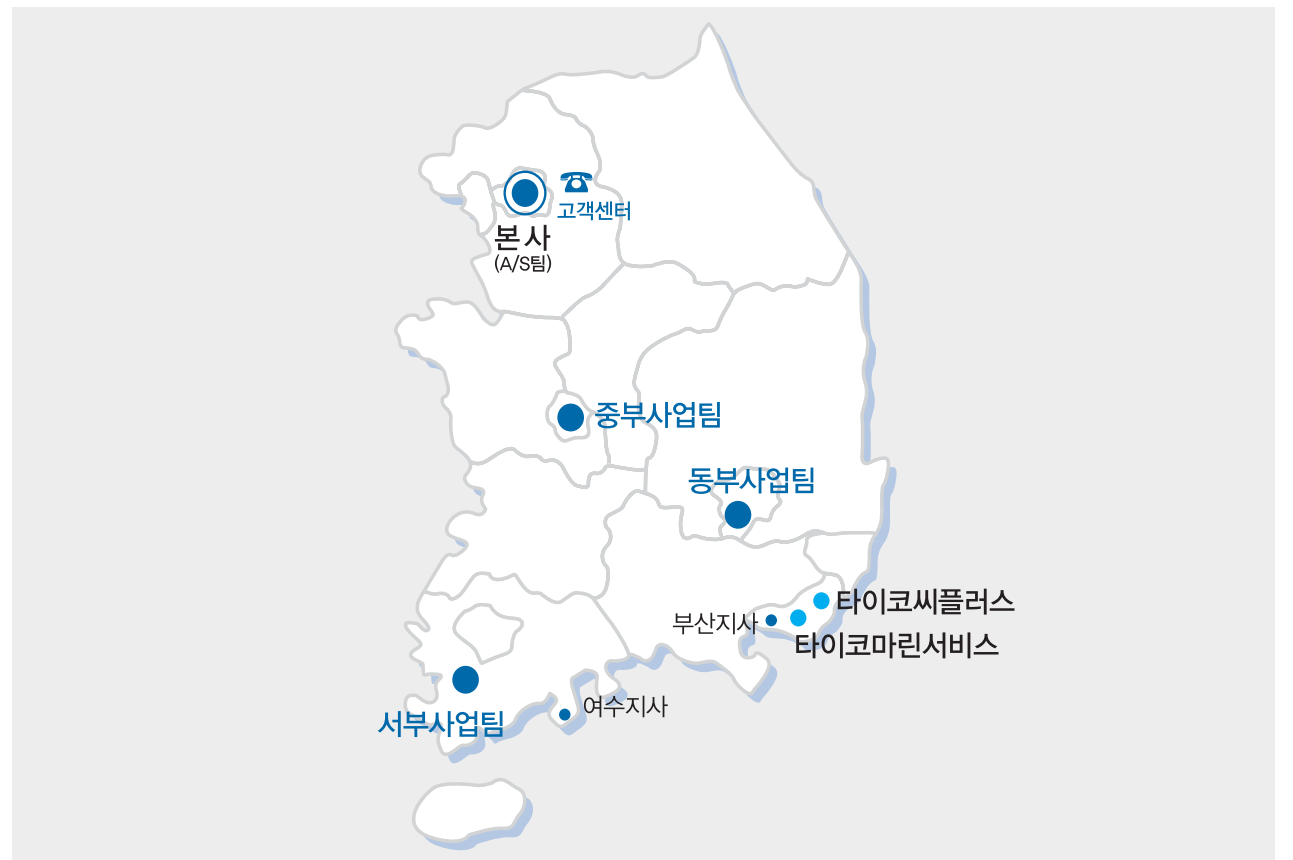 고객센터
본사
(A/S팀)
중부사업팀
동부사업팀
타이코씨플러스
부산지사
타이코마린서비스
여수지사
서부사업팀